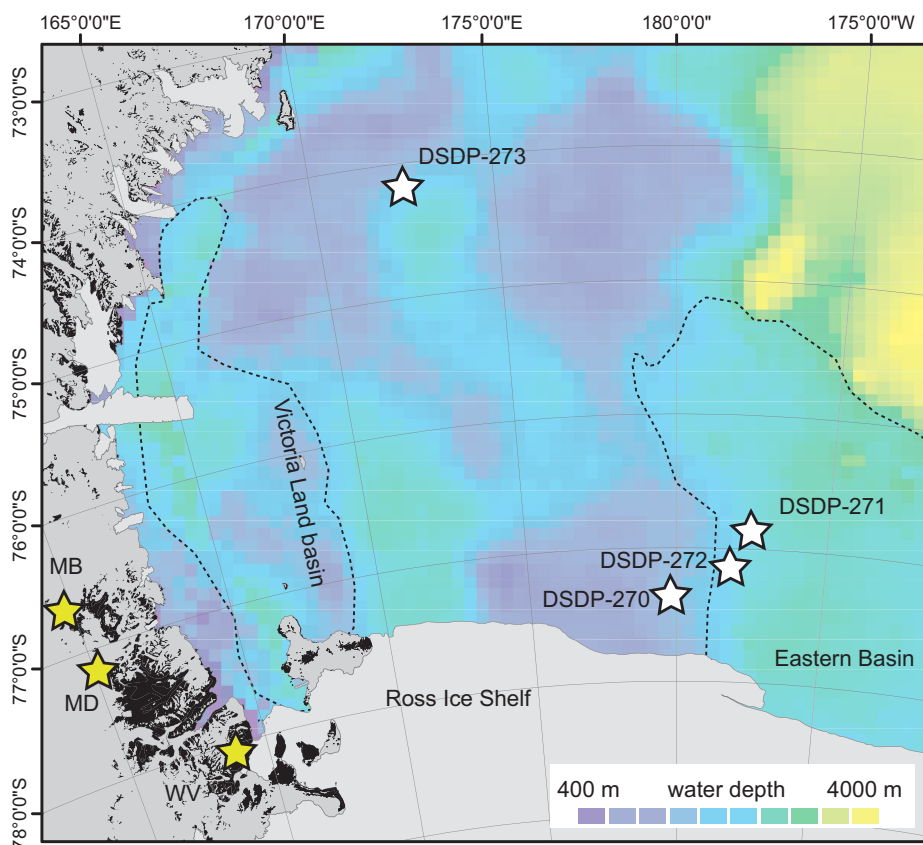 165°0'0"E
170°0'0"E
175°0'0"E
180°0'0"E
175°0'0"W
73°0'0"S
74°0'0"S
75°0'0"S
76°0'0"S
77°0'0"S
78°0'0"S
DSDP-273
Victoria Land basin
DSDP-271
DSDP-272
DSDP-270
MB
MD
WV
Eastern Basin
Ross Ice Shelf
400 m water depth 4000 m